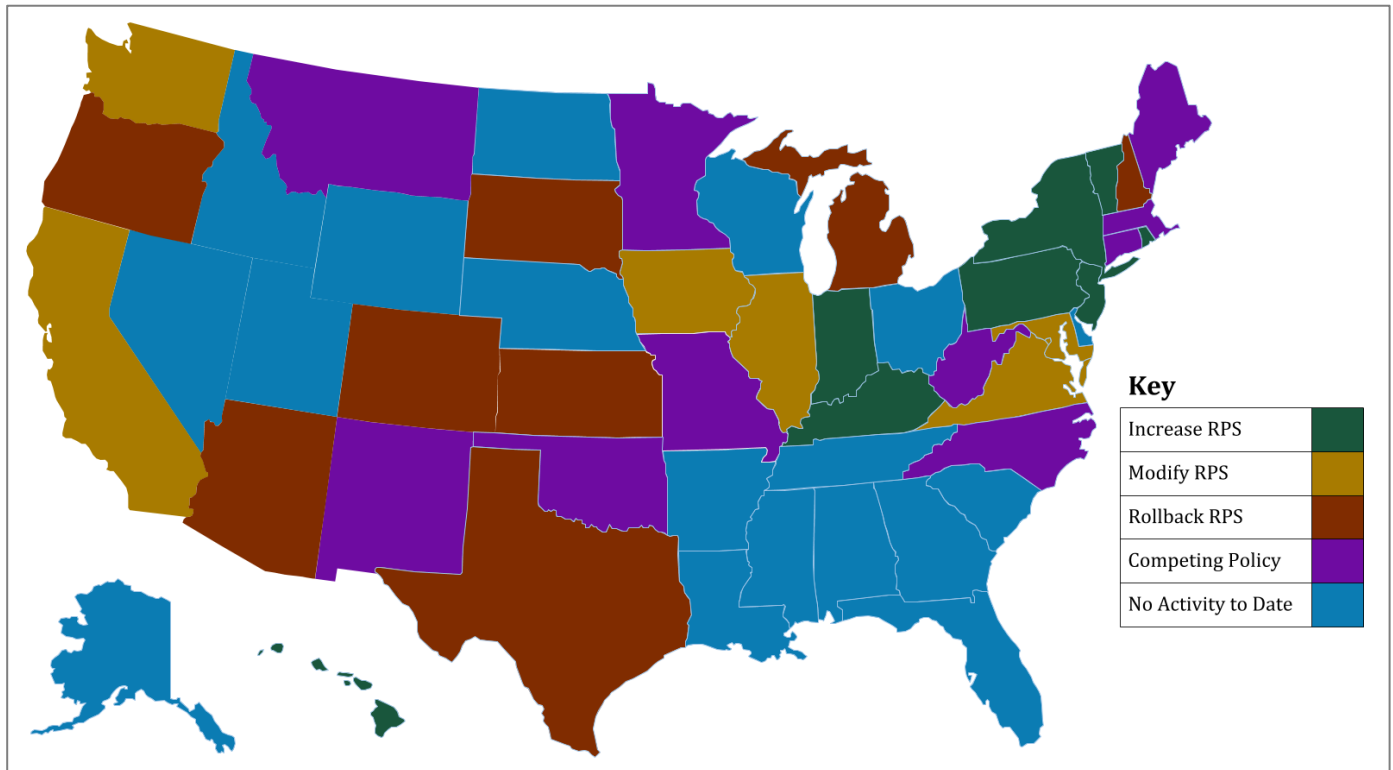 Key
Increase RPS
Modify RPS
Rollback RPS
Competing Policy
No Activity to Date